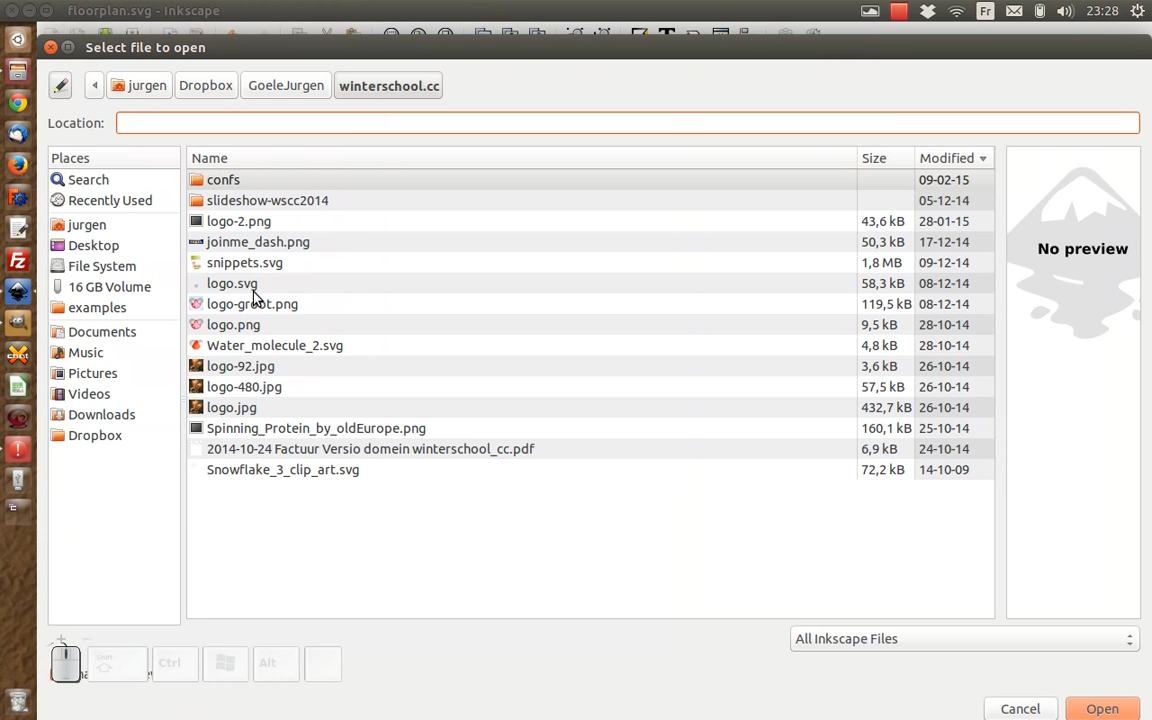 floorplan.svg - Inkscape
Fr
23:28
Select file to open
jurgen
Dropbox
GoeleJurgen
winterschool.cc
Location:
Places
Search
Recently Used
jurgen
Desktop
File System
16 GB Volume
examples
Documents
Music
Pictures
Videos
Downloads
Dropbox
Name Size Modified
confs 09-02-15
slideshow-wscc2014 05-12-14
logo-2.png 43,6 kB 28-01-15
joinme_dash.png 50,3 kB 17-12-14
snippets.svg 1,8 MB 09-12-14
logo.svg 58,3 kB 08-12-14
logo-groot.png 119,5 kB 08-12-14
logo.png 9,5 kB 28-10-14
Water_molecule_2.svg 4,8 kB 28-10-14
logo-92.jpg 3,6 kB 26-10-14
logo-480.jpg 57,5 kB 26-10-14
logo.jpg 432,7 kB 26-10-14
Spinning_Protein_by_oldEurope.png 160,1 kB 25-10-14
2014-10-24 Factuur Versio domein winterschool_cc.pdf 6,9 kB 24-10-14
Snowflake_3_clip_art.svg 72,2 kB 14-10-09
No preview
All Inkscape Files
Shift
Ctrl
Alt
Cancel
Open